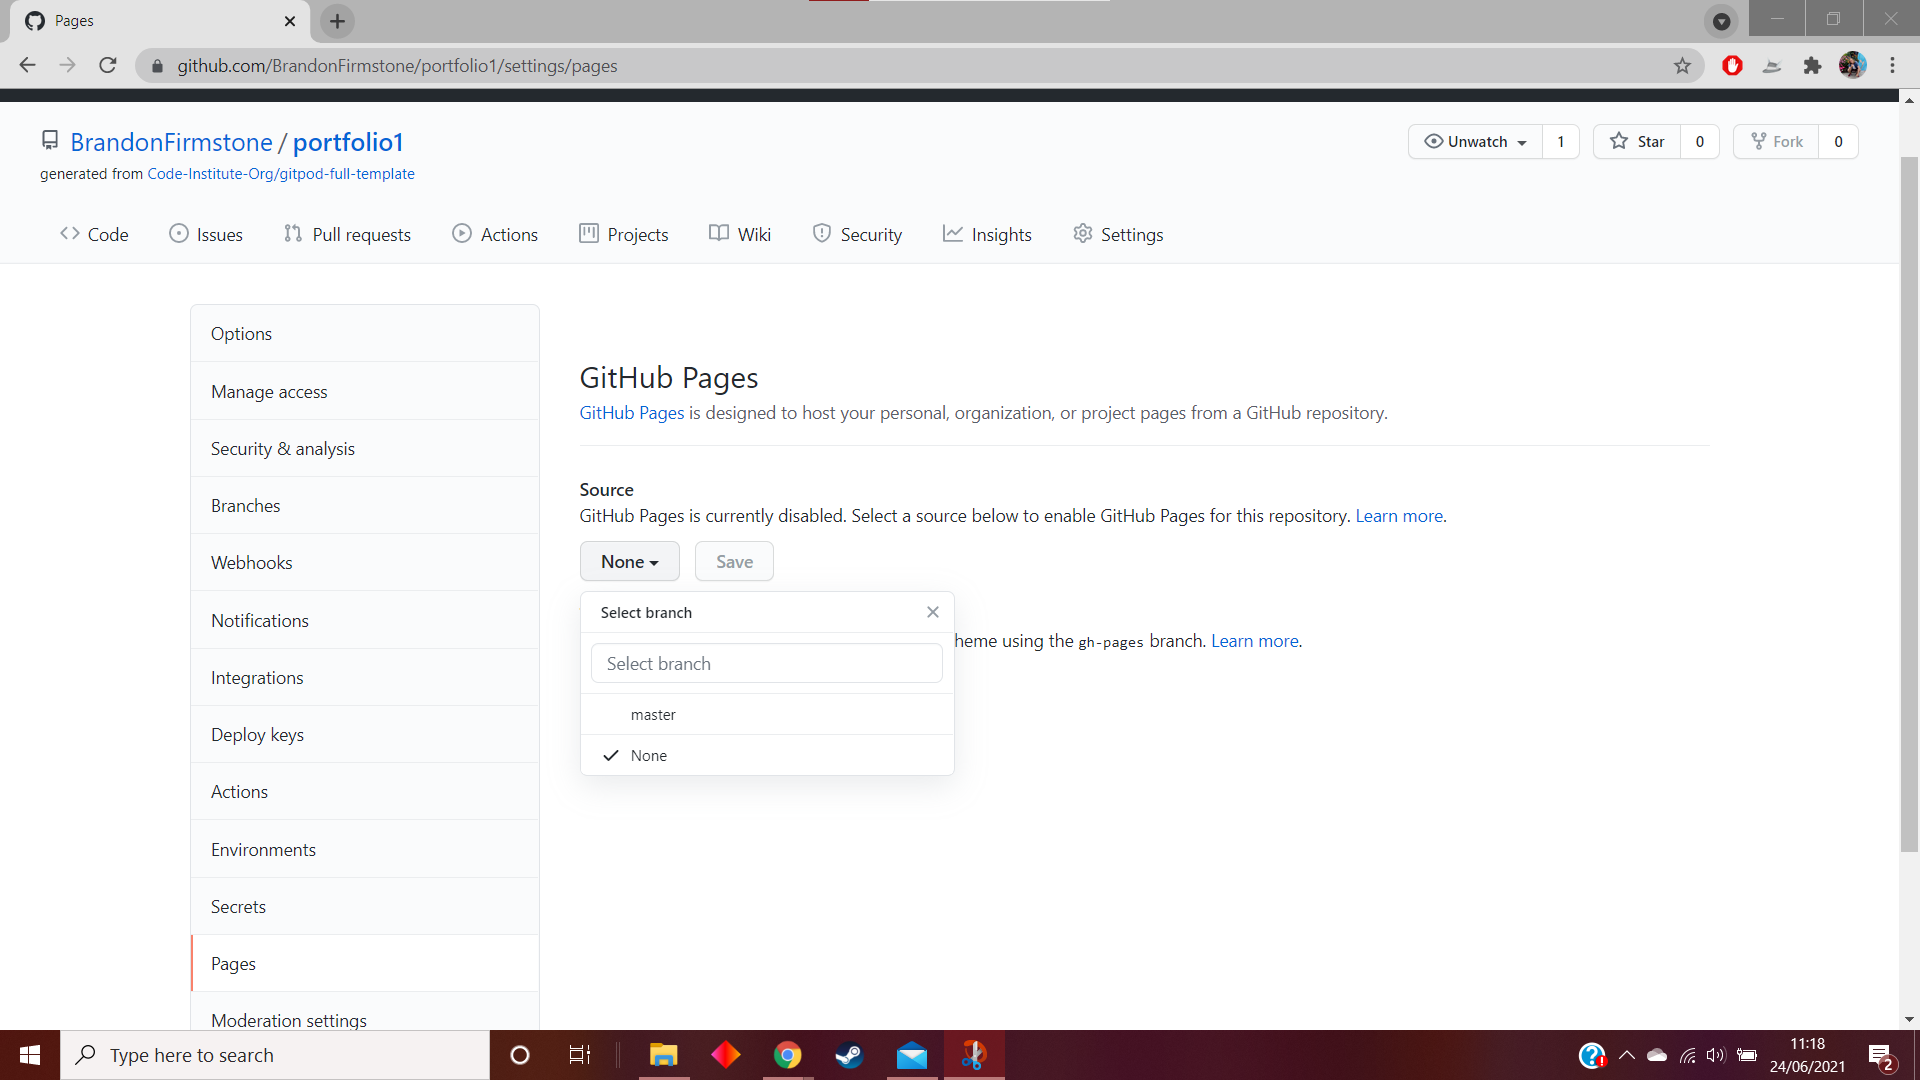 Pages
github.com/BrandonFirmstone/portfolio1/settings/pages
BrandonFirmstone / portfolio1
generated from Code-Institute-Org/gitpod-full-template
Unwatch 1 Star 0 Fork 0
Code Issues Pull requests Actions Projects Wiki Security Insights Settings
Options
Manage access
Security & analysis
Branches
Webhooks
Notifications
Integrations
Deploy keys
Actions
Environments
Secrets
Pages
Moderation settings
GitHub Pages
GitHub Pages is designed to host your personal, organization, or project pages from a GitHub repository.
Source
GitHub Pages is currently disabled. Select a source below to enable GitHub Pages for this repository. Learn more.
None Save
Select branch
heme using the gh-pages branch. Learn more.
Select branch
master
None
Type here to search
11:18
24/06/2021
2